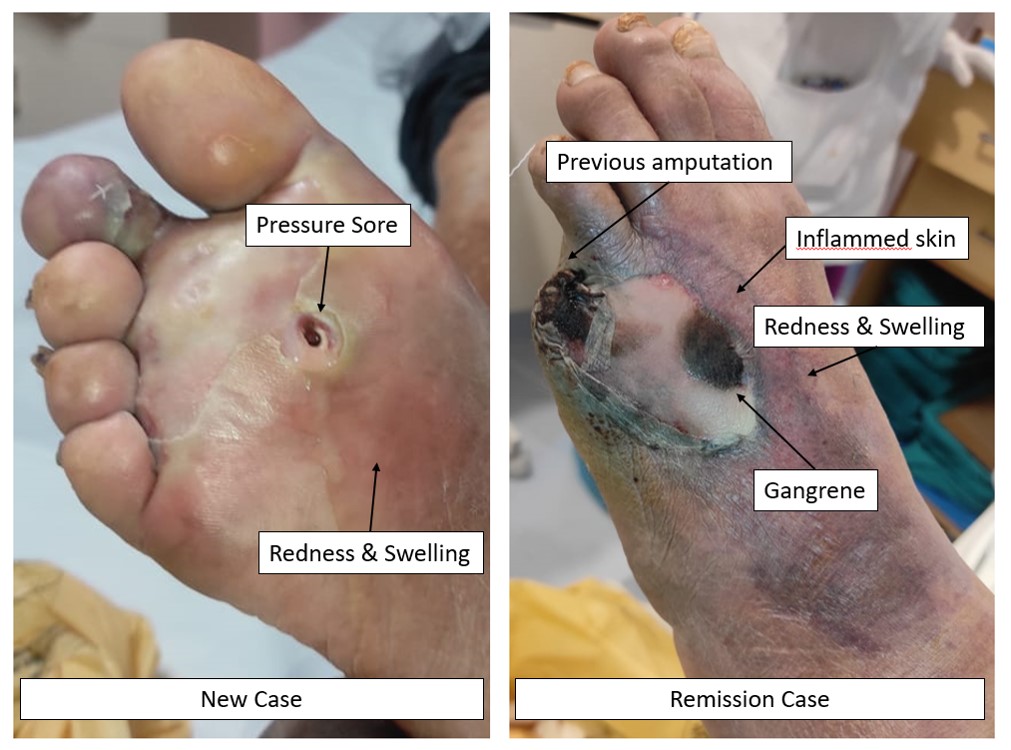 Pressure Sore
Redness & Swelling
New Case
Previous amputation
Inflammed skin
Redness & Swelling
Gangrene
Remission Case